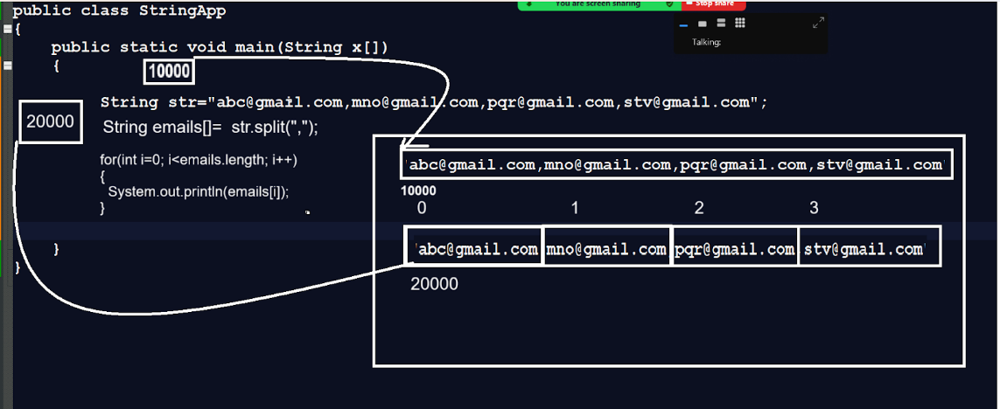 public class StringApp
You are screen sharing
Stop share
{
public static void main(String x[])
Talking:
{
10000
20000
String str="abc@gmail.com,mno@gmail.com,pqr@gmail.com,stv@gmail.com";
String emails[]= str.split(",");
for(int i=0; i<emails.length; i++)
{
System.out.println(emails[i]);
}
}
}
'abc@gmail.com,mno@gmail.com,pqr@gmail.com,stv@gmail.com'
10000
0 1 2 3
'abc@gmail.com mno@gmail.com pqr@gmail.com stv@gmail.com'
20000